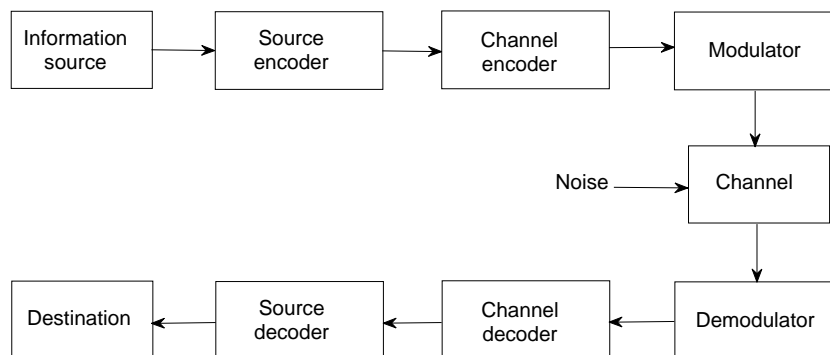 Information
source
Source
encoder
Channel
encoder
Modulator
Noise
Channel
Destination
Source
decoder
Channel
decoder
Demodulator